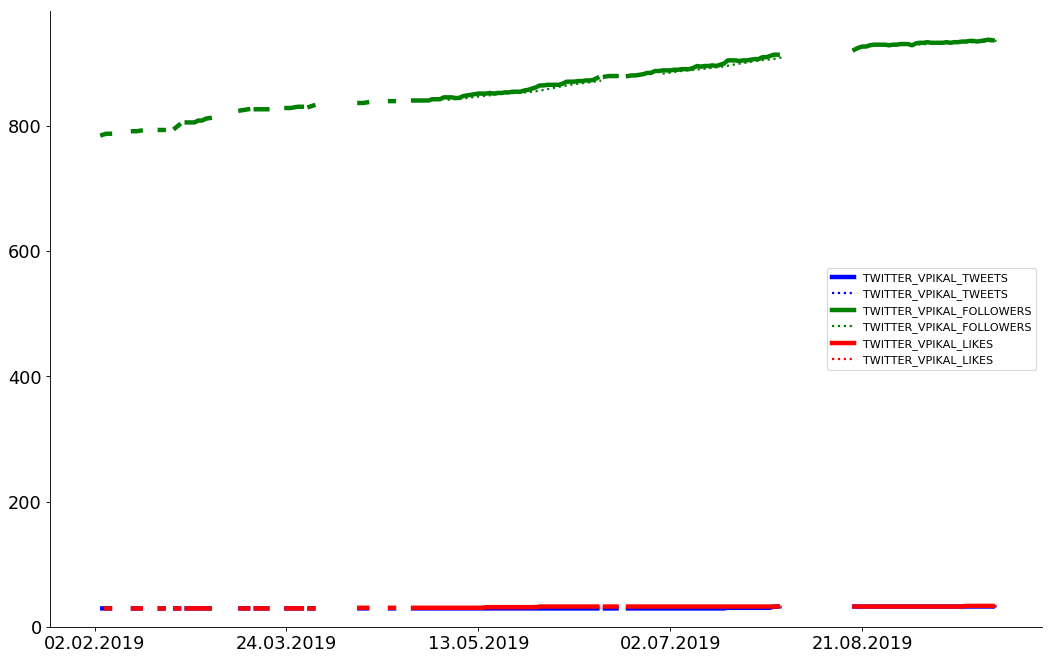 800
600
400
200
0
02.02.2019 24.03.2019 13.05.2019 02.07.2019 21.08.2019
TWITTER_VPIKAL_TWEETS
TWITTER_VPIKAL_TWEETS
TWITTER_VPIKAL_FOLLOWERS
TWITTER_VPIKAL_FOLLOWERS
TWITTER_VPIKAL_LIKES
TWITTER_VPIKAL_LIKES